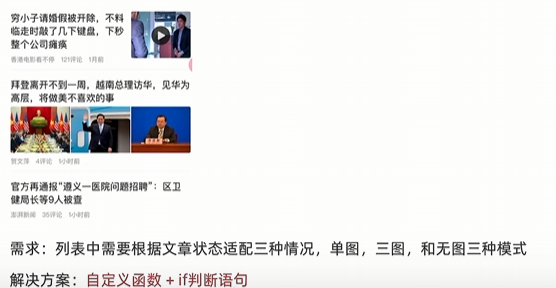 穷小子请婚假被开除，不料
临走时敲了几下键盘，下秒
整个公司瘫痪
香港电影看不停 121评论 1月前
拜登离开不到一周，越南总理访华，见华为
高层，将做美不喜欢的事
贺文萍 4评论 1小时前
官方再通报“遵义一医院问题招聘”：区卫
健局长等9人被查
澎湃新闻 35评论 1小时前
需求：列表中需要根据文章状态适配三种情况，单图，三图，和无图三种模式
解决方案：自定义函数 + if判断语句